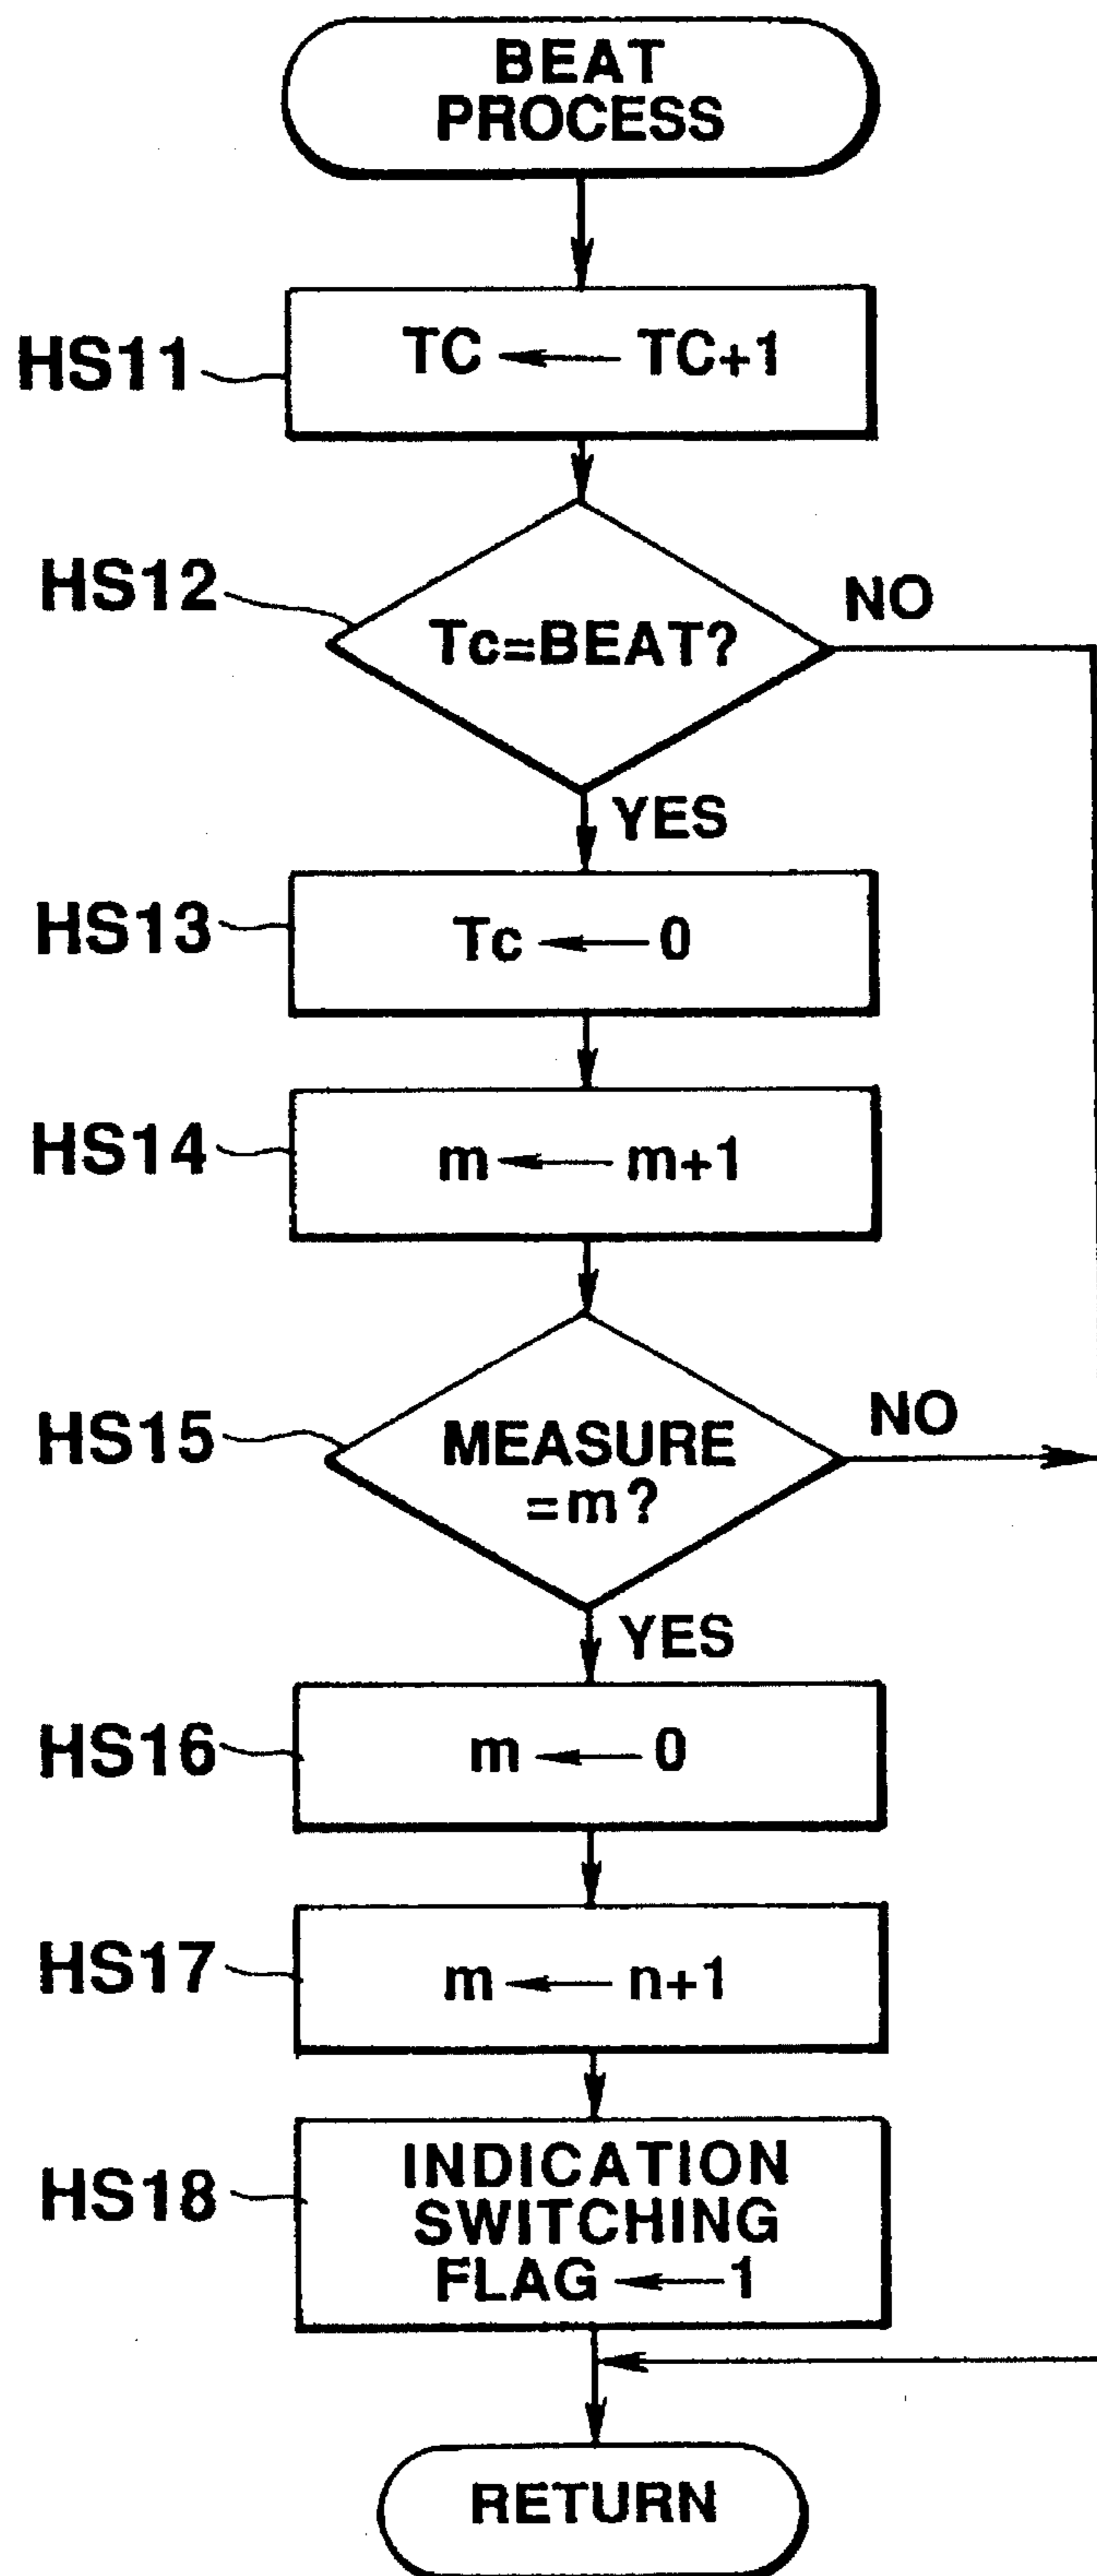 BEAT
PROCESS
HS11
TC ← TC+1
HS12
Tc=BEAT?
NO
YES
HS13
Tc ← 0
HS14
m ← m+1
HS15
MEASURE
=m?
NO
YES
HS16
m ← 0
HS17
m ← n+1
HS18
INDICATION
SWITCHING
FLAG ← 1
RETURN